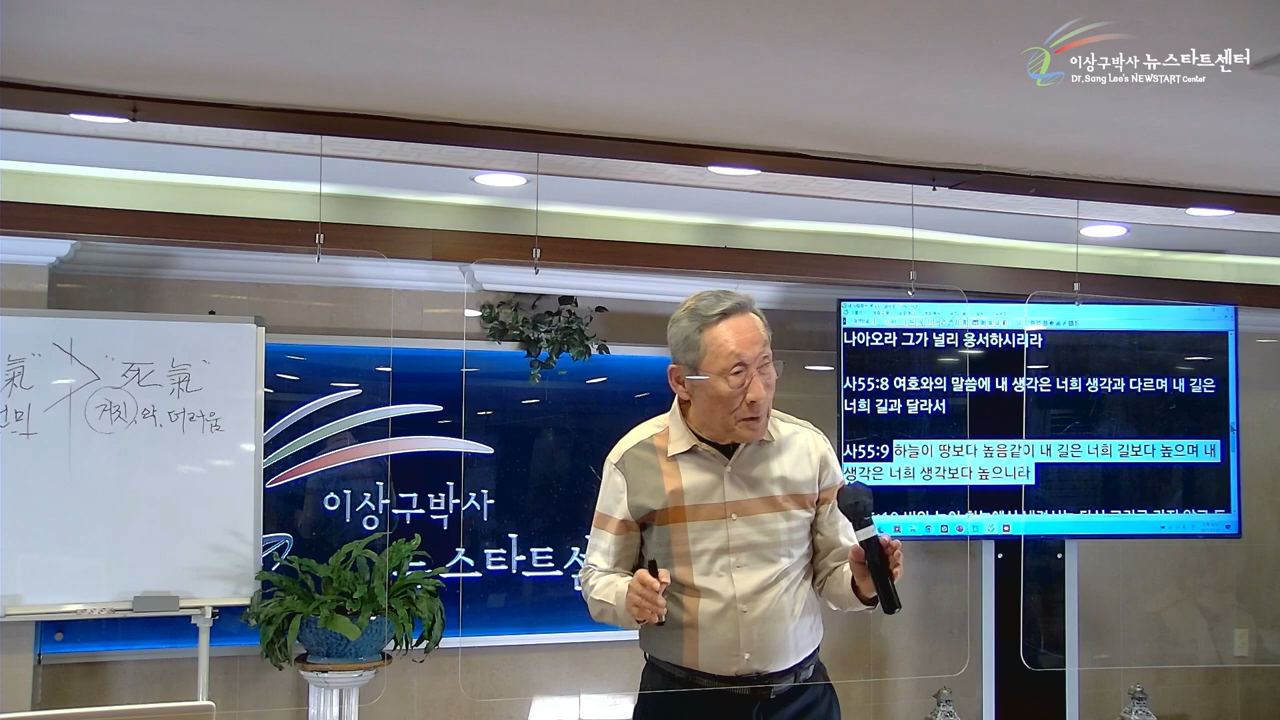 이상구박사 뉴스타트센터
Dr. Sang Lee's NEWSTART Center
氣" "死氣"
거짓, 악, 더러움
이상구박사
뉴스타트센
나아오라 그가 널리 용서하시리라
사55:8 여호와의 말씀에 내 생각은 너희 생각과 다르며 내 길은
너희 길과 달라서
사55:9 하늘이 땅보다 높음같이 내 길은 너희 길보다 높으며 내
생각은 너희 생각보다 높으니라